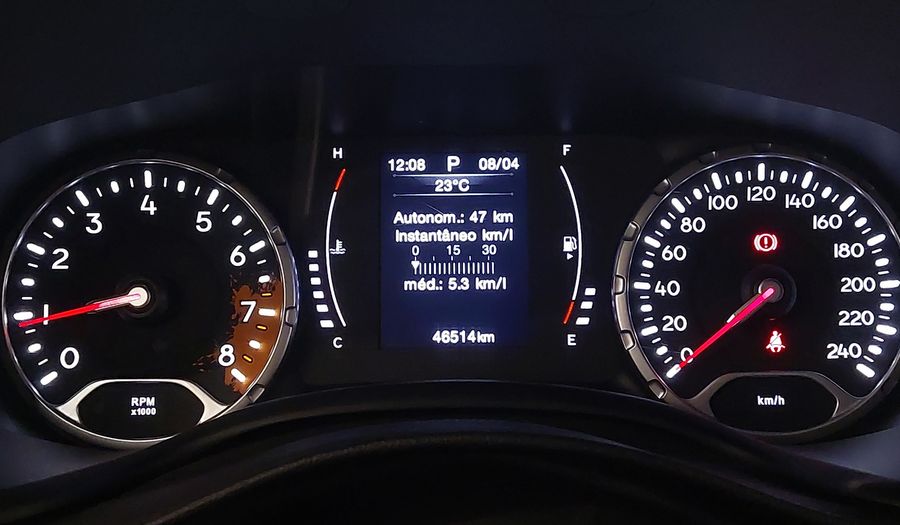 0
1
2
3
4
5
6
7
8
RPM
x1000
H
C
12:08 P 08/04
23°C
Autonom.: 47 km
Instantâneo km/l
0 15 30
méd.: 5.3 km/l
46514km
F
E
0
20
40
60
80
100
120
140
160
180
200
220
240
km/h